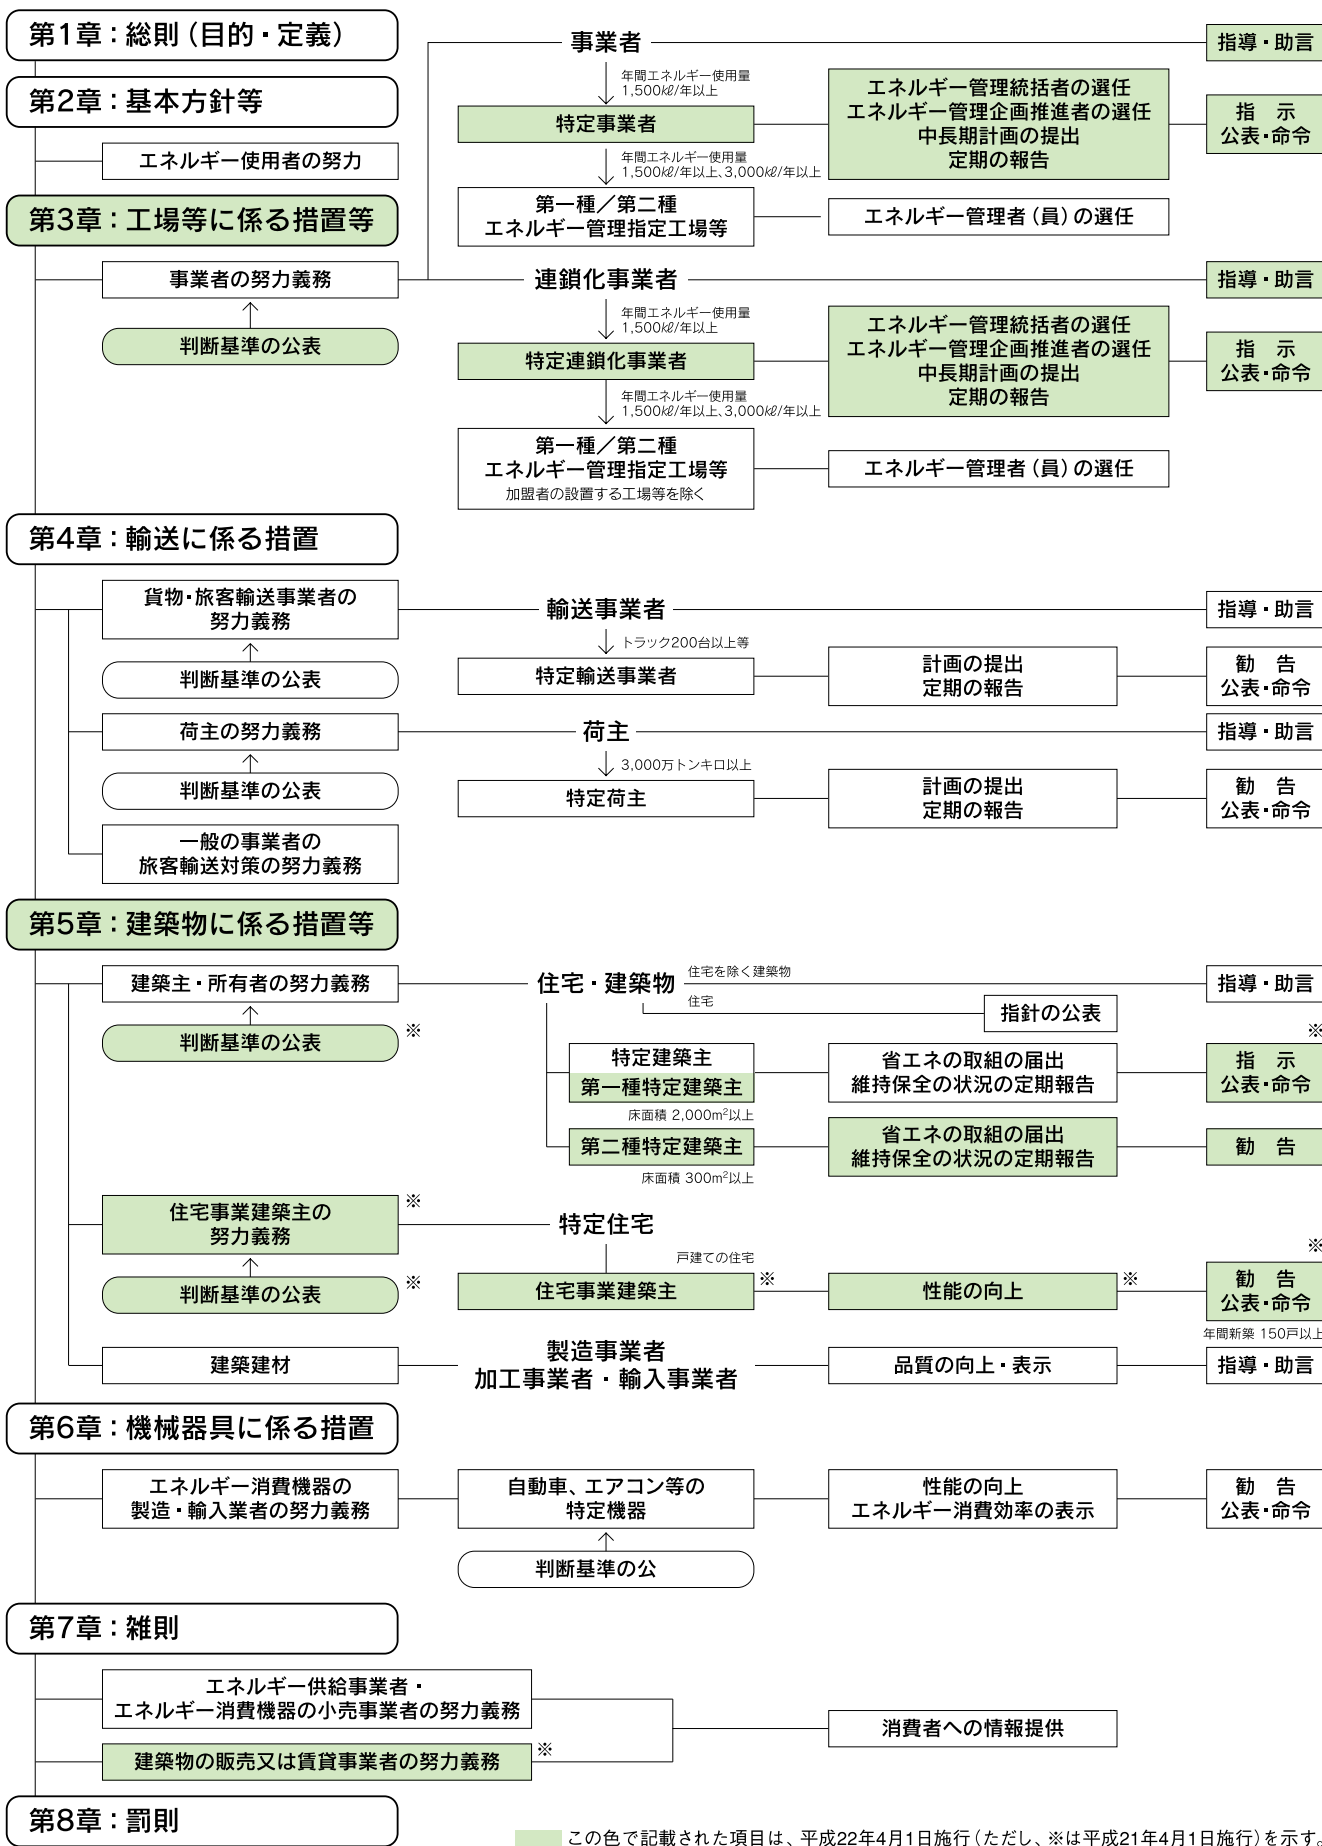 第1章：総則（目的・定義）
第2章：基本方針等
エネルギー使用者の努力
第3章：工場等に係る措置等
事業者の努力義務
判断基準の公表
事業者
指導・助言
年間エネルギー使用量
1,500㎘/年以上
特定事業者
エネルギー管理統括者の選任
エネルギー管理企画推進者の選任
中長期計画の提出
定期の報告
指　示
公表・命令
年間エネルギー使用量
1,500㎘/年以上、3,000㎘/年以上
第一種／第二種
エネルギー管理指定工場等
エネルギー管理者（員）の選任
連鎖化事業者
指導・助言
年間エネルギー使用量
1,500㎘/年以上
特定連鎖化事業者
エネルギー管理統括者の選任
エネルギー管理企画推進者の選任
中長期計画の提出
定期の報告
指　示
公表・命令
年間エネルギー使用量
1,500㎘/年以上、3,000㎘/年以上
第一種／第二種
エネルギー管理指定工場等
加盟者の設置する工場等を除く
エネルギー管理者（員）の選任
第4章：輸送に係る措置
貨物・旅客輸送事業者の
努力義務
判断基準の公表
輸送事業者
指導・助言
トラック200台以上等
特定輸送事業者
計画の提出
定期の報告
勧　告
公表・命令
荷主の努力義務
判断基準の公表
荷主
指導・助言
3,000万トンキロ以上
特定荷主
計画の提出
定期の報告
勧　告
公表・命令
一般の事業者の
旅客輸送対策の努力義務
第5章：建築物に係る措置等
建築主・所有者の努力義務
判断基準の公表
※
住宅・建築物
住宅を除く建築物
指導・助言
住宅
指針の公表
特定建築主
第一種特定建築主
床面積 2,000m²以上
省エネの取組の届出
維持保全の状況の定期報告
※
指　示
公表・命令
第二種特定建築主
床面積 300m²以上
省エネの取組の届出
維持保全の状況の定期報告
勧　告
住宅事業建築主の
努力義務
※
判断基準の公表
※
特定住宅
戸建ての住宅
住宅事業建築主
※
性能の向上
※
※
勧　告
公表・命令
年間新築 150戸以上
建築建材
製造事業者
加工事業者・輸入事業者
品質の向上・表示
指導・助言
第6章：機械器具に係る措置
エネルギー消費機器の
製造・輸入業者の努力義務
自動車、エアコン等の
特定機器
判断基準の公
性能の向上
エネルギー消費効率の表示
勧　告
公表・命令
第7章：雑則
エネルギー供給事業者・
エネルギー消費機器の小売事業者の努力義務
建築物の販売又は賃貸事業者の努力義務
※
消費者への情報提供
第8章：罰則
この色で記載された項目は、平成22年4月1日施行（ただし、※は平成21年4月1日施行）を示す。